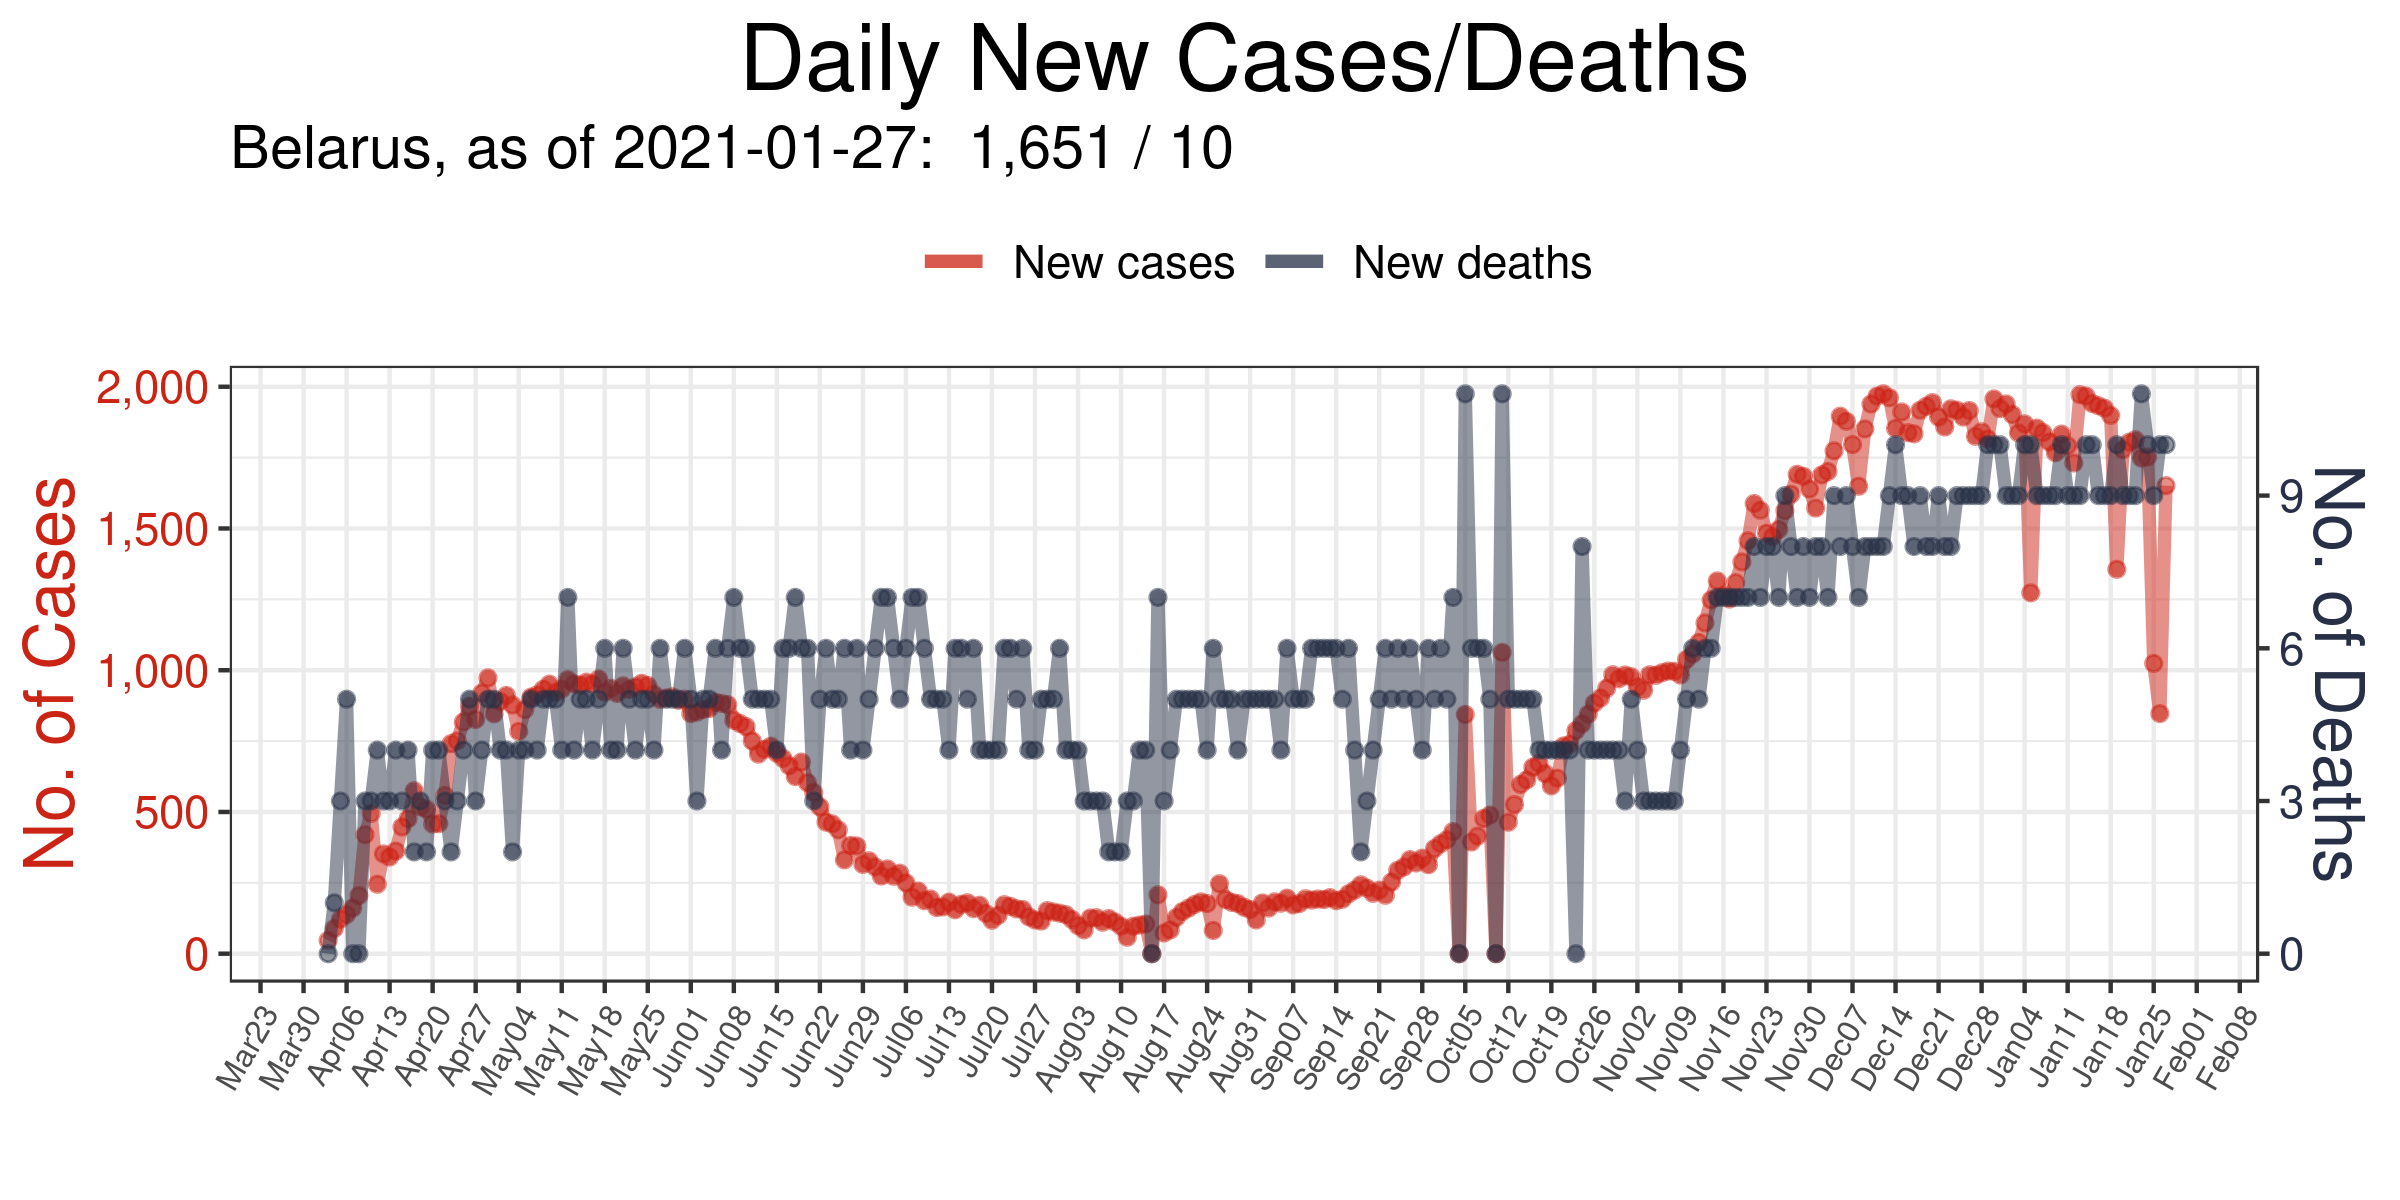 Daily New Cases/Deaths
Belarus, as of 2021-01-27:  1,651 / 10
New cases
New deaths
No. of Cases
2,000
1,500
1,000
500
0
9
6
3
0
No. of Deaths
Mar23
Mar30
Apr06
Apr13
Apr20
Apr27
May04
May11
May18
May25
Jun01
Jun08
Jun15
Jun22
Jun29
Jul06
Jul13
Jul20
Jul27
Aug03
Aug10
Aug17
Aug24
Aug31
Sep07
Sep14
Sep21
Sep28
Oct05
Oct12
Oct19
Oct26
Nov02
Nov09
Nov16
Nov23
Nov30
Dec07
Dec14
Dec21
Dec28
Jan04
Jan11
Jan18
Jan25
Feb01
Feb08